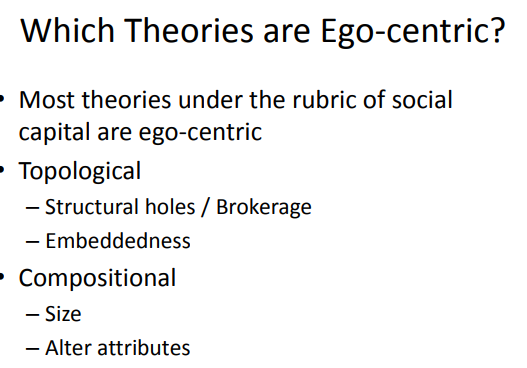 Which Theories are Ego-centric?
• Most theories under the rubric of social
capital are ego-centric
• Topological
– Structural holes / Brokerage
– Embeddedness
• Compositional
– Size
– Alter attributes